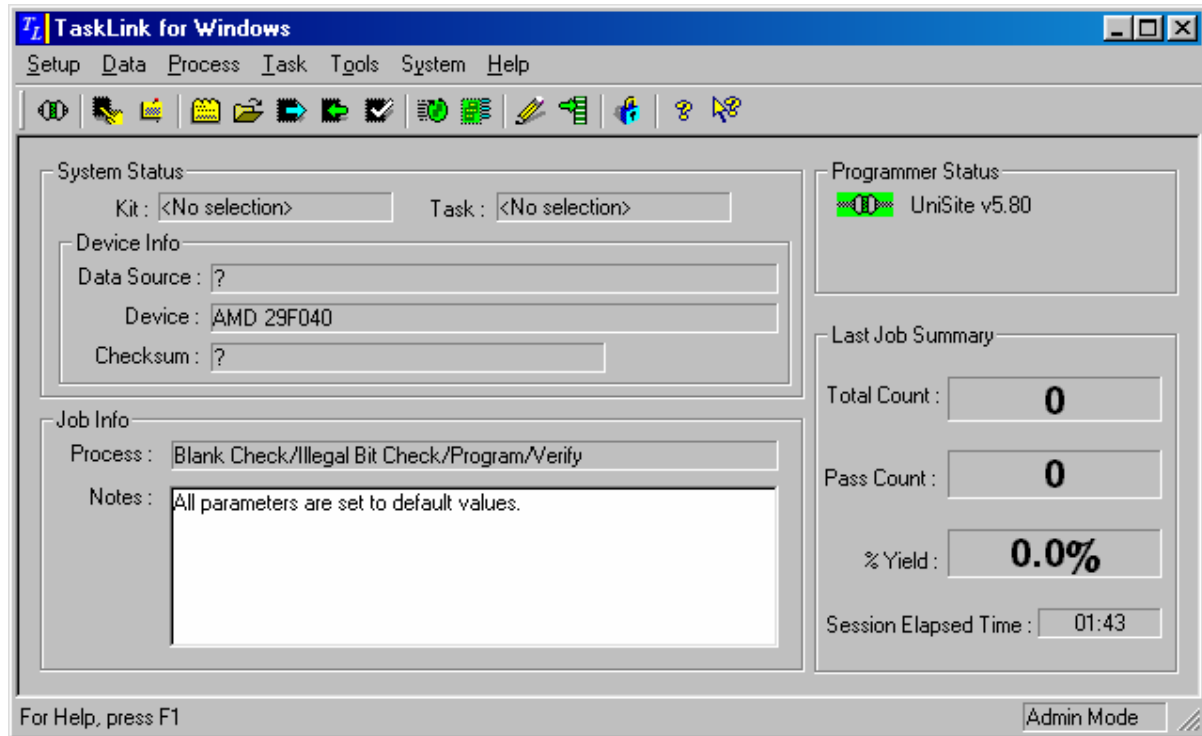 TL TaskLink for Windows
Setup Data Process Task Tools System Help
System Status
Kit : <No selection> Task : <No selection>
Device Info
Data Source : ?
Device : AMD 29F040
Checksum : ?
Job Info
Process : Blank Check/Illegal Bit Check/Program/Verify
Notes : All parameters are set to default values.
Programmer Status
UniSite v5.80
Last Job Summary
Total Count : 0
Pass Count : 0
% Yield : 0.0%
Session Elapsed Time : 01:43
For Help, press F1
Admin Mode